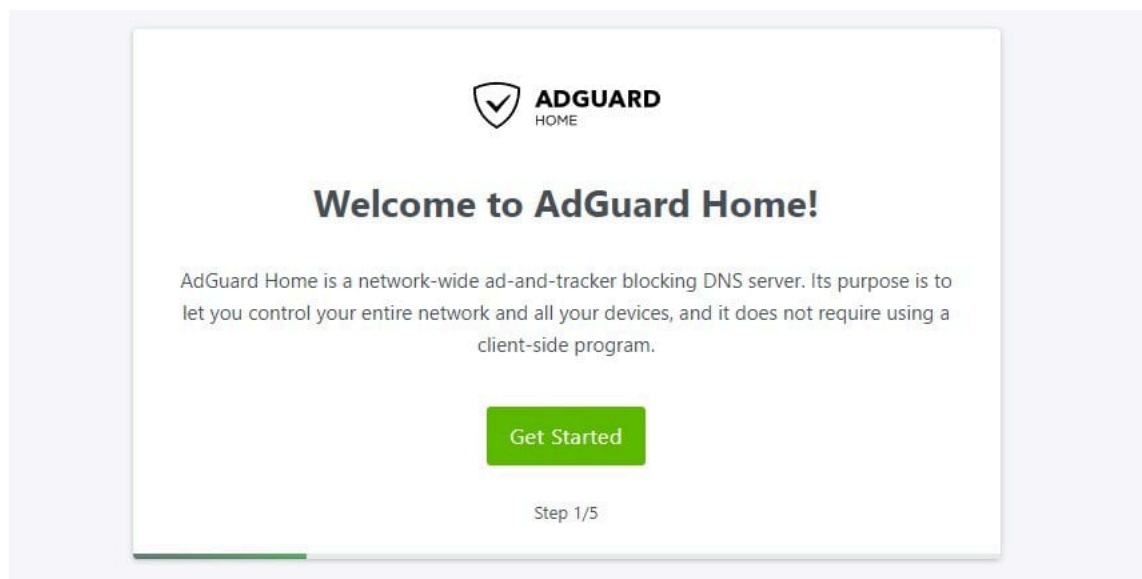 ADGUARD
HOME
Welcome to AdGuard Home!
AdGuard Home is a network-wide ad-and-tracker blocking DNS server. Its purpose is to
let you control your entire network and all your devices, and it does not require using a
client-side program.
Get Started
Step 1/5